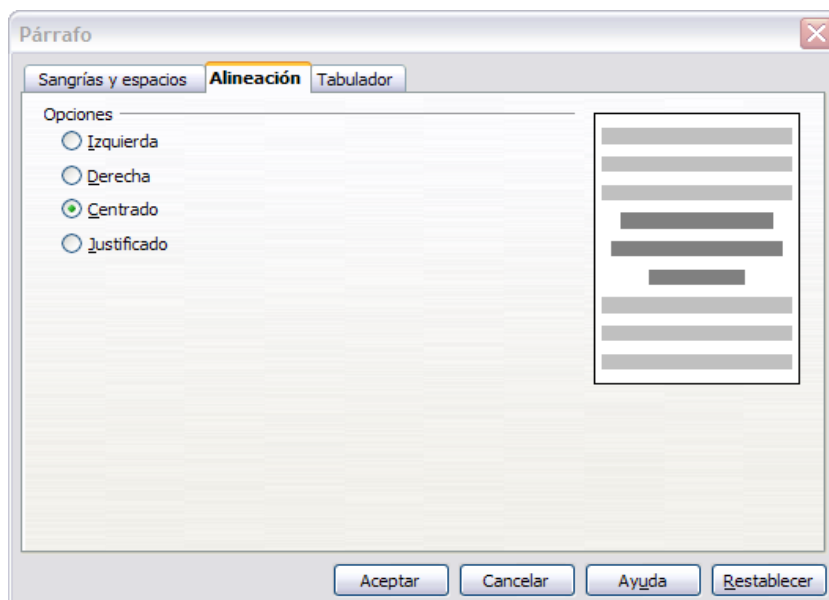 Párrafo
Sangrías y espacios Alineación Tabulador
Opciones
Izquierda
Derecha
Centrado
Justificado
Aceptar Cancelar Ayuda Restablecer